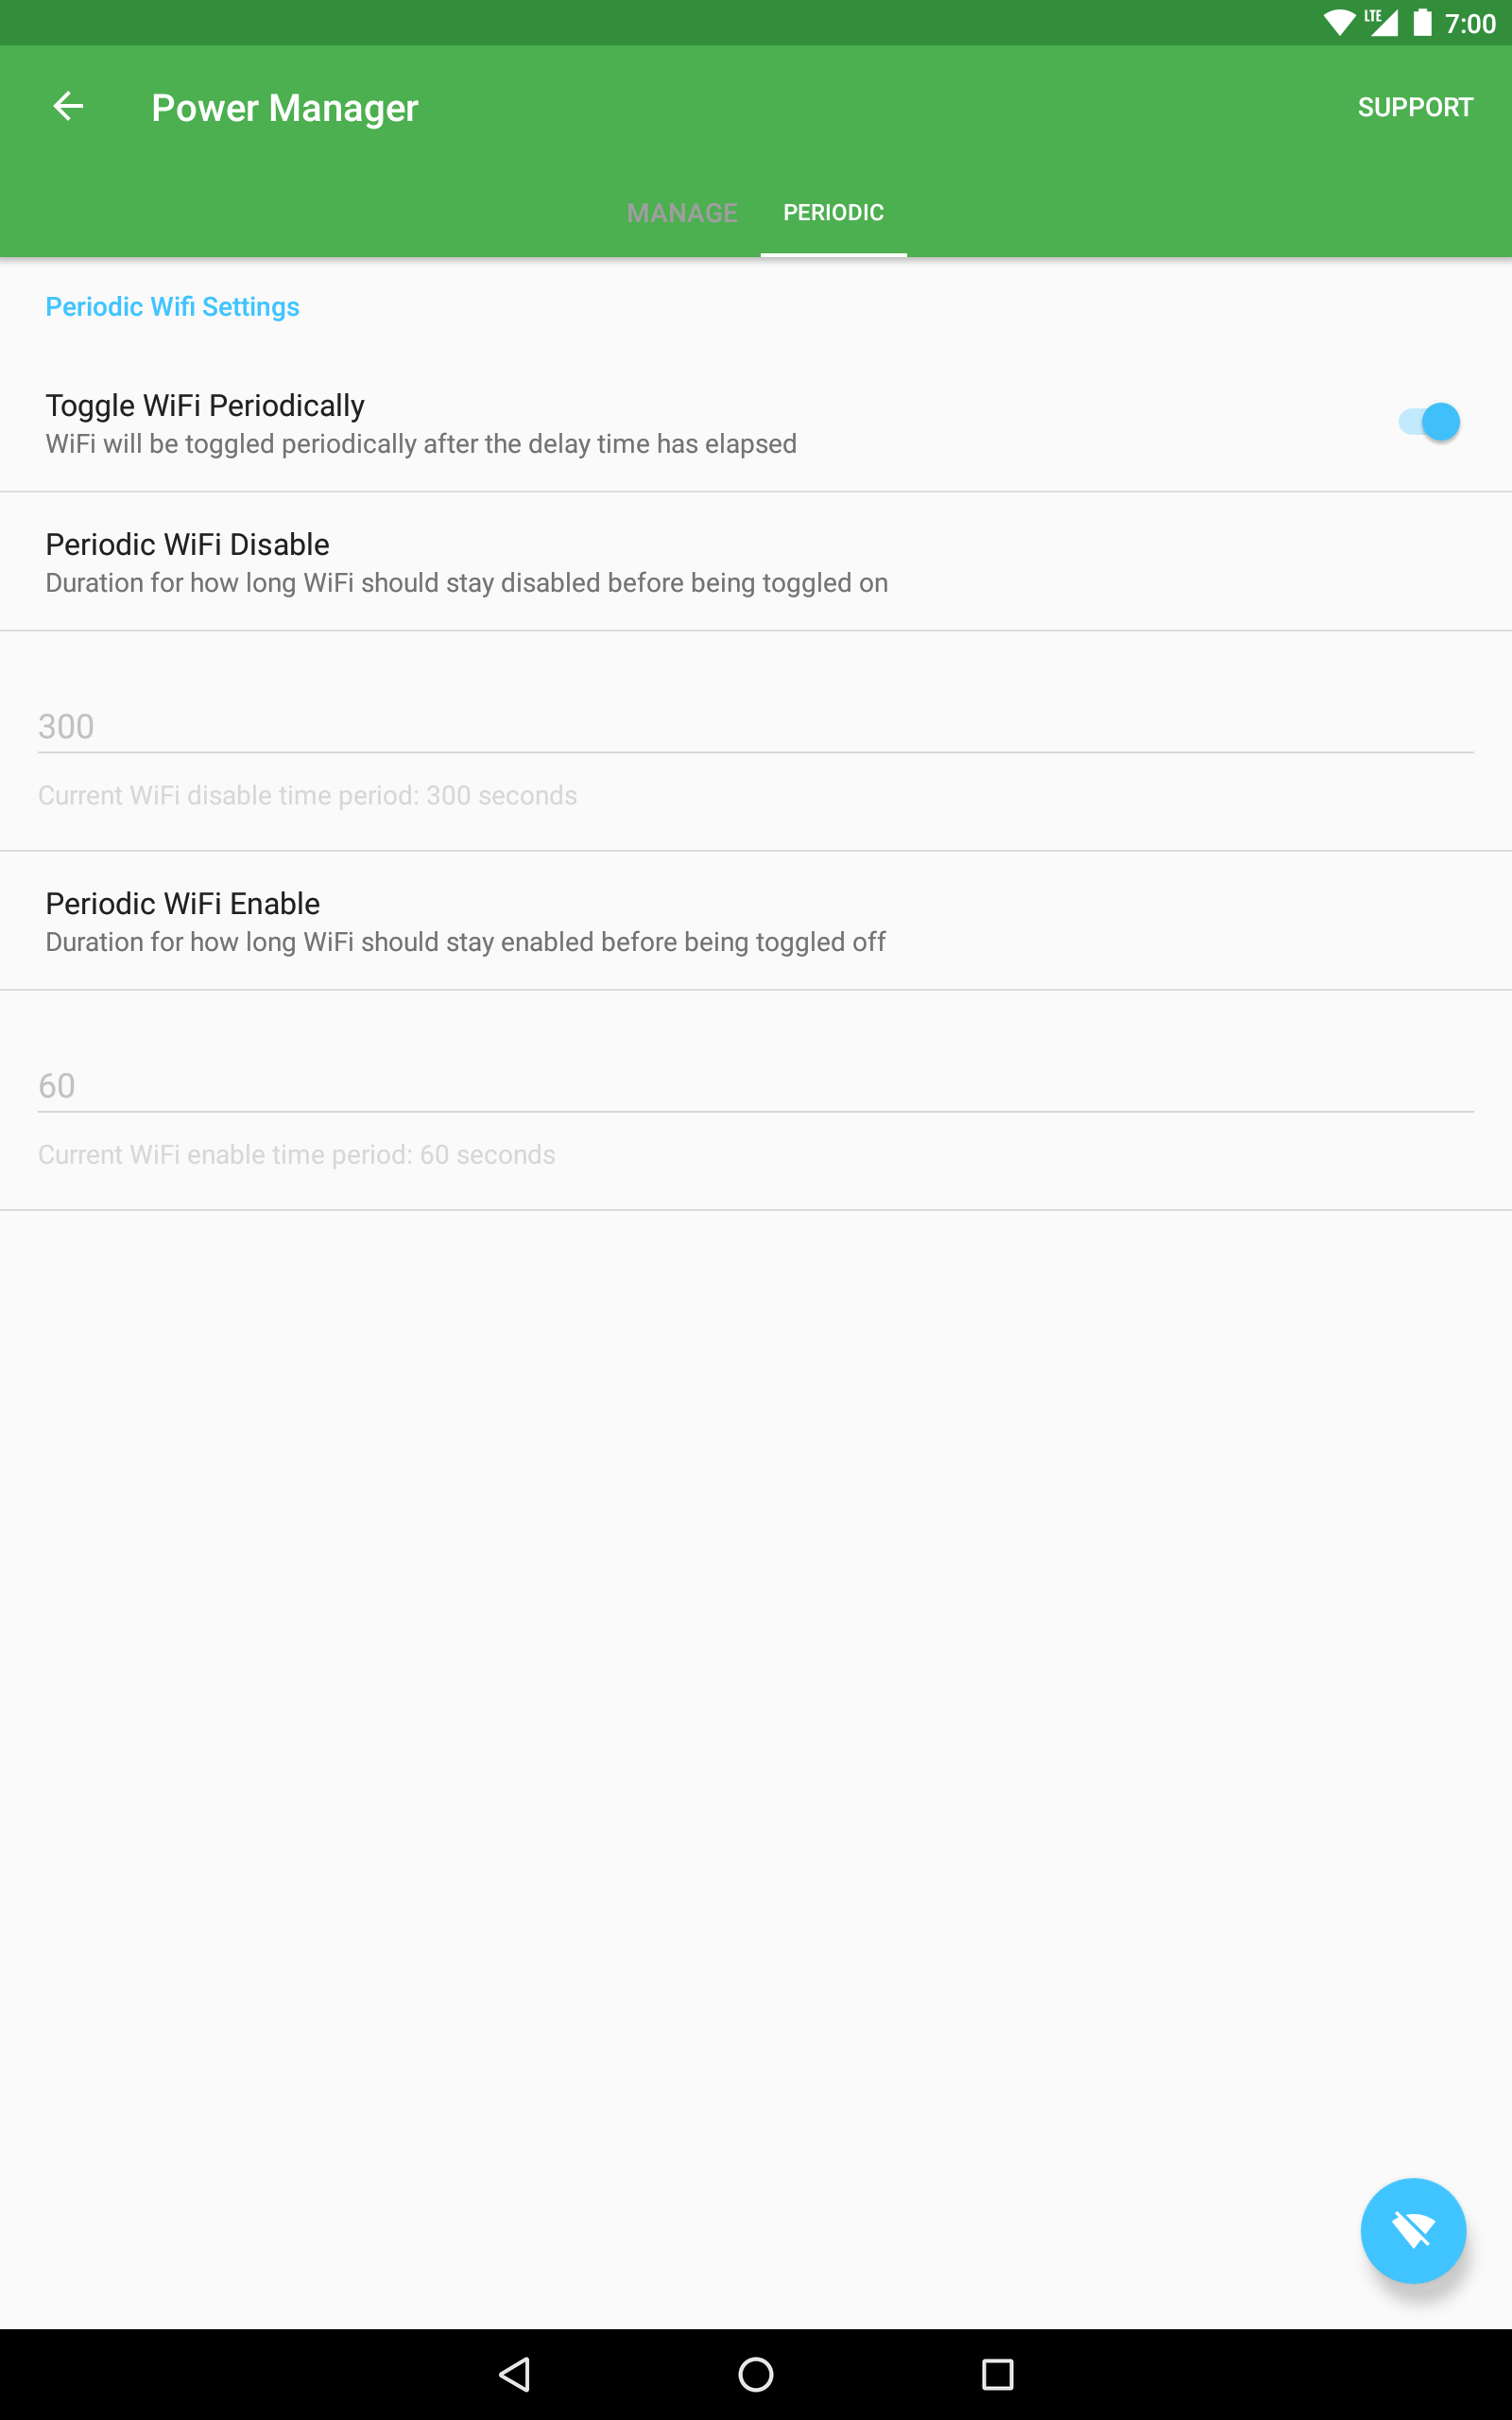 LTE 7:00
Power Manager SUPPORT
MANAGE PERIODIC
Periodic Wifi Settings
Toggle WiFi Periodically
WiFi will be toggled periodically after the delay time has elapsed
Periodic WiFi Disable
Duration for how long WiFi should stay disabled before being toggled on
300
Current WiFi disable time period: 300 seconds
Periodic WiFi Enable
Duration for how long WiFi should stay enabled before being toggled off
60
Current WiFi enable time period: 60 seconds